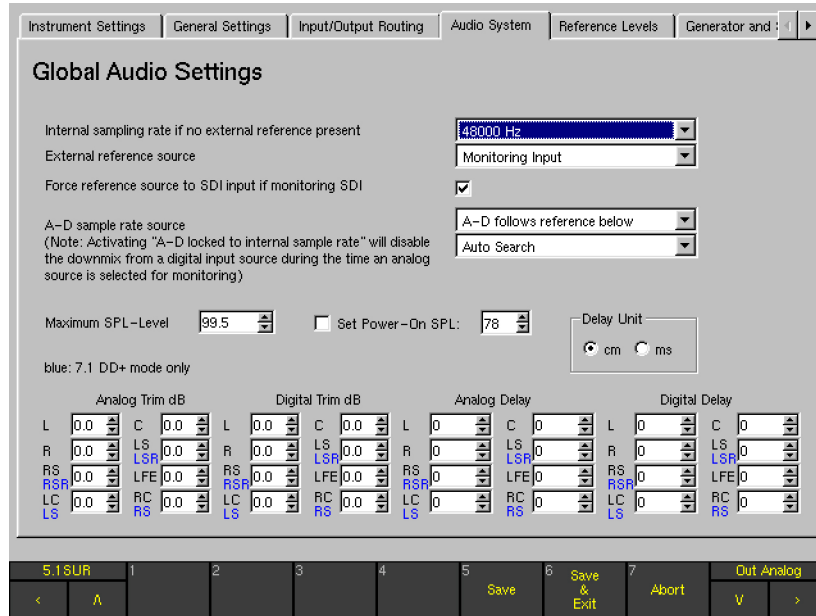 Instrument Settings General Settings Input/Output Routing Audio System Reference Levels Generator and
Global Audio Settings
Internal sampling rate if no external reference present 48000 Hz
External reference source Monitoring Input
Force reference source to SDI input if monitoring SDI
A-D sample rate source A-D follows reference below
(Note: Activating "A-D locked to internal sample rate" will disable Auto Search
the downmix from a digital input source during the time an analog
source is selected for monitoring)
Maximum SPL-Level 99.5 Set Power-On SPL: 78 Delay Unit
cm ms
blue: 7.1 DD+ mode only
Analog Trim dB Digital Trim dB Analog Delay Digital Delay
L 0.0 C 0.0 L 0.0 C 0.0 L 0 C 0 L 0 C 0
R 0.0 LS LSR 0.0 R 0.0 LS LSR 0.0 R 0 LS LSR 0 R 0 LS LSR 0
RS RSR 0.0 LFE 0.0 RS RSR 0.0 LFE 0.0 RS RSR 0 LFE 0 RS RSR 0 LFE 0
LC LS 0.0 RC RS 0.0 LC LS 0.0 RC RS 0.0 LC LS 0 RC RS 0 LC LS 0 RC RS 0
5.1SUR 1 2 3 4 5 Save 6 Save & Exit 7 Abort Out Analog
< Λ V >